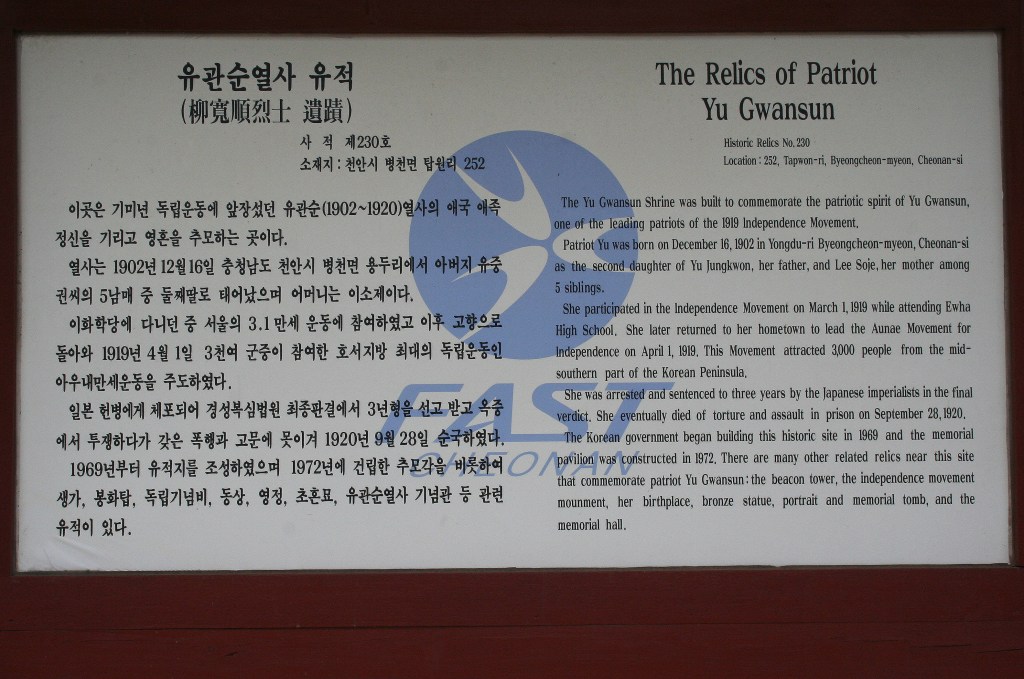 유관순열사 유적
(柳寬順烈士 遺蹟)
사 적 제230호
소재지 : 천안시 병천면 탑원리 252
이곳은 기미년 독립운동에 앞장섰던 유관순(1902~1920)열사의 애국 애족
정신을 기리고 영혼을 추모하는 곳이다.
열사는 1902년 12월 16일 충청남도 천안시 병천면 용두리에서 아버지 유중
권씨의 5남매 중 둘째딸로 태어났으며 어머니는 이소제이다.
이화학당에 다니던 중 서울의 3.1 만세 운동에 참여하였고 이후 고향으로
돌아와 1919년 4월 1일 3천여 군중이 참여한 호서지방 최대의 독립운동인
아우내만세운동을 주도하였다.
일본 헌병에게 체포되어 경성복심법원 최종판결에서 3년형을 선고 받고 옥중
에서 투쟁하다가 갖은 폭행과 고문에 못이겨 1920년 9월 28일 순국하였다.
1969년부터 유적지를 조성하였으며 1972년에 건립한 추모각을 비롯하여
생가, 봉화탑, 독립기념비, 동상, 영정, 초혼묘, 유관순열사 기념관 등 관련
유적이 있다.
The Relics of Patriot
Yu Gwansun
Historic Relics No.230
Location : 252, Tapwon-ri, Byeongcheon-myeon, Cheonan-si
The Yu Gwansun Shrine was built to commemorate the patriotic spirit of Yu Gwansun,
one of the leading patriots of the 1919 Independence Movement.
Patriot Yu was born on December 16, 1902 in Yongdu-ri Byeongcheon-myeon, Cheonan-si
as the second daughter of Yu Jungkwon, her father, and Lee Soje, her mother among
5 siblings.
She participated in the Independence Movement on March 1, 1919 while attending Ewha
High School. She later returned to her hometown to lead the Aunae Movement for
Independence on April 1, 1919. This Movement attracted 3,000 people from the mid-
southern part of the Korean Peninsula.
She was arrested and sentenced to three years by the Japanese imperialists in the final
verdict. She eventually died of torture and assault in prison on September 28, 1920.
The Korean government began building this historic site in 1969 and the memorial
pavilion was constructed in 1972. There are many other related relics near this site
that commemorate patriot Yu Gwansun : the beacon tower, the independence movement
mounment, her birthplace, bronze statue, portrait and memorial tomb, and the
memorial hall.
FAST
CHEONAN